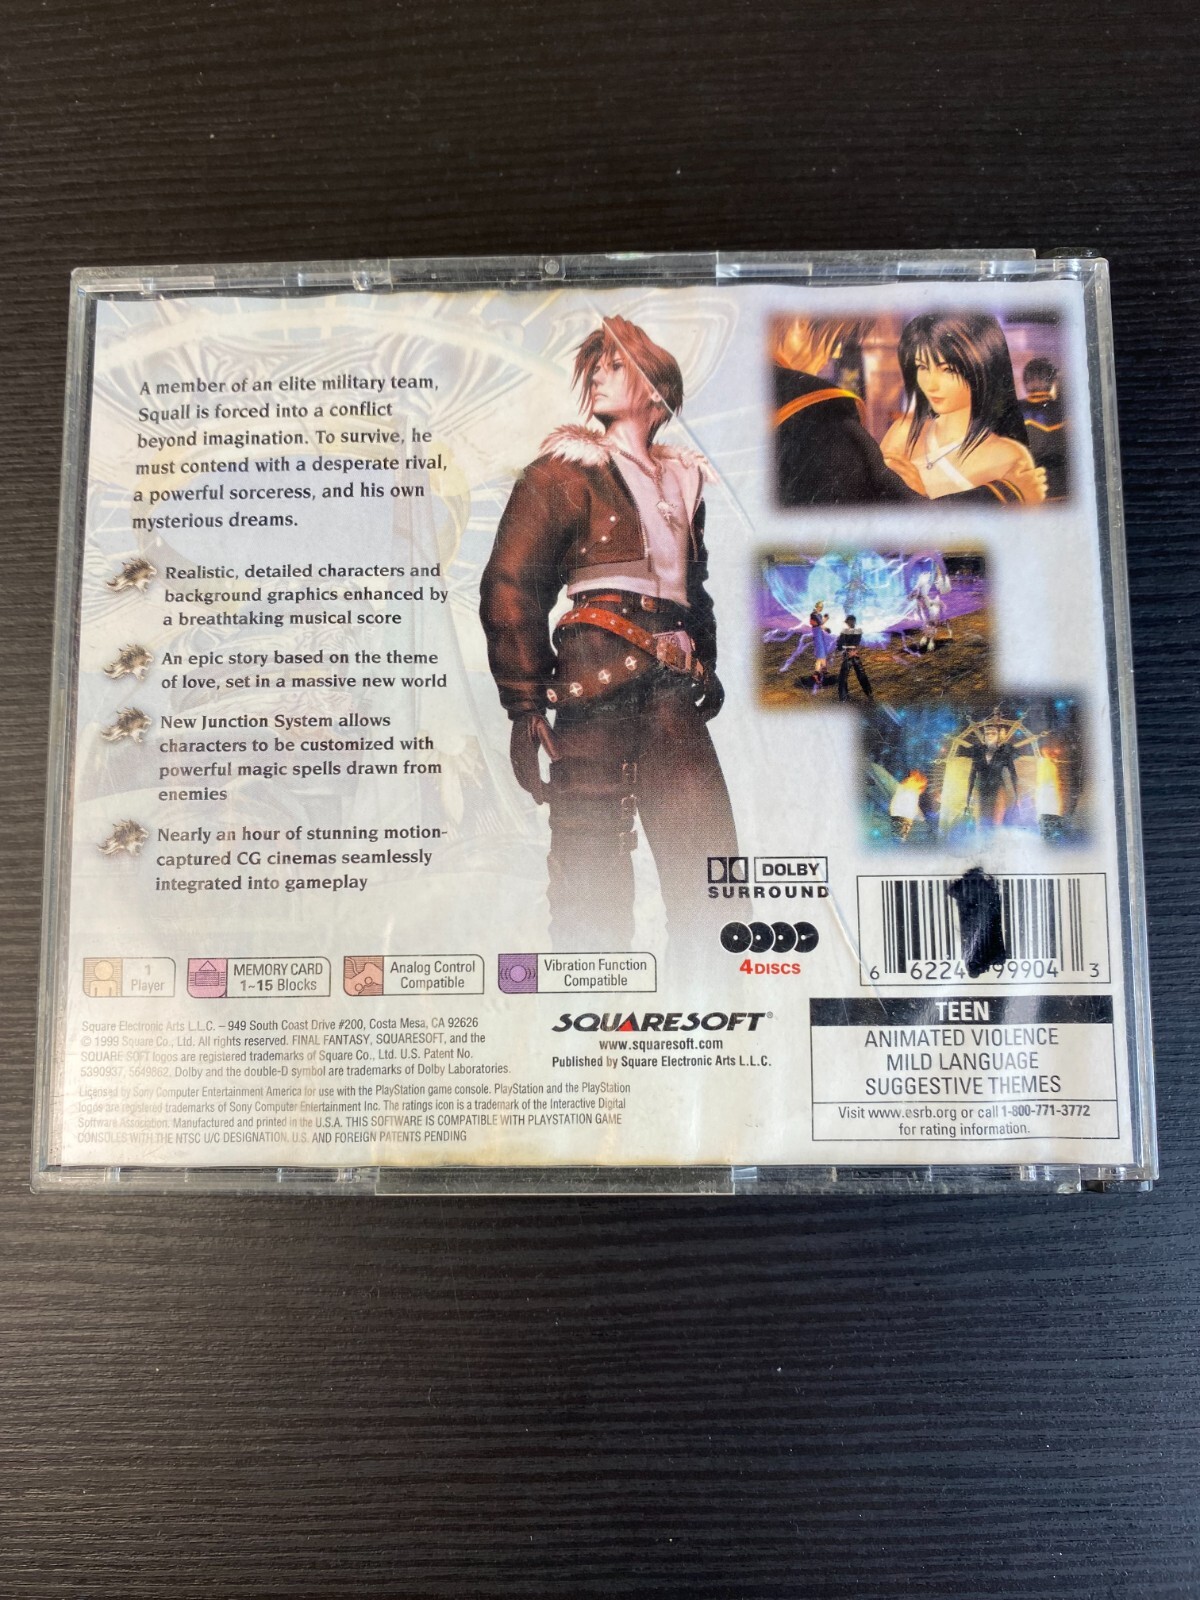 A member of an elite military team,
Squall is forced into a conflict
beyond imagination. To survive, he
must contend with a desperate rival,
a powerful sorceress, and his own
mysterious dreams.
Realistic, detailed characters and
background graphics enhanced by
a breathtaking musical score
An epic story based on the theme
of love, set in a massive new world
New Junction System allows
characters to be customized with
powerful magic spells drawn from
enemies
Nearly an hour of stunning motion-
captured CG cinemas seamlessly
integrated into gameplay
DOLBY
SURROUND
4 DISCS
6 62248 99904 3
1
Player
MEMORY CARD
1~15 Blocks
Analog Control
Compatible
Vibration Function
Compatible
Square Electronic Arts L.L.C. – 949 South Coast Drive #200, Costa Mesa, CA 92626
© 1999 Square Co., Ltd. All rights reserved. FINAL FANTASY, SQUARESOFT, and the
SQUARESOFT logos are registered trademarks of Square Co., Ltd. U.S. Patent No.
5390937, 5649862. Dolby and the double-D symbol are trademarks of Dolby Laboratories.
Licensed by Sony Computer Entertainment America for use with the PlayStation game console. PlayStation and the PlayStation
logos are registered trademarks of Sony Computer Entertainment Inc. The ratings icon is a trademark of the Interactive Digital
Software Association. Manufactured and printed in the U.S.A. THIS SOFTWARE IS COMPATIBLE WITH PLAYSTATION GAME
CONSOLES WITH THE NTSC U/C DESIGNATION. U.S. AND FOREIGN PATENTS PENDING
SQUARESOFT®
www.squaresoft.com
Published by Square Electronic Arts L.L.C.
TEEN
ANIMATED VIOLENCE
MILD LANGUAGE
SUGGESTIVE THEMES
Visit www.esrb.org or call 1-800-771-3772
for rating information.